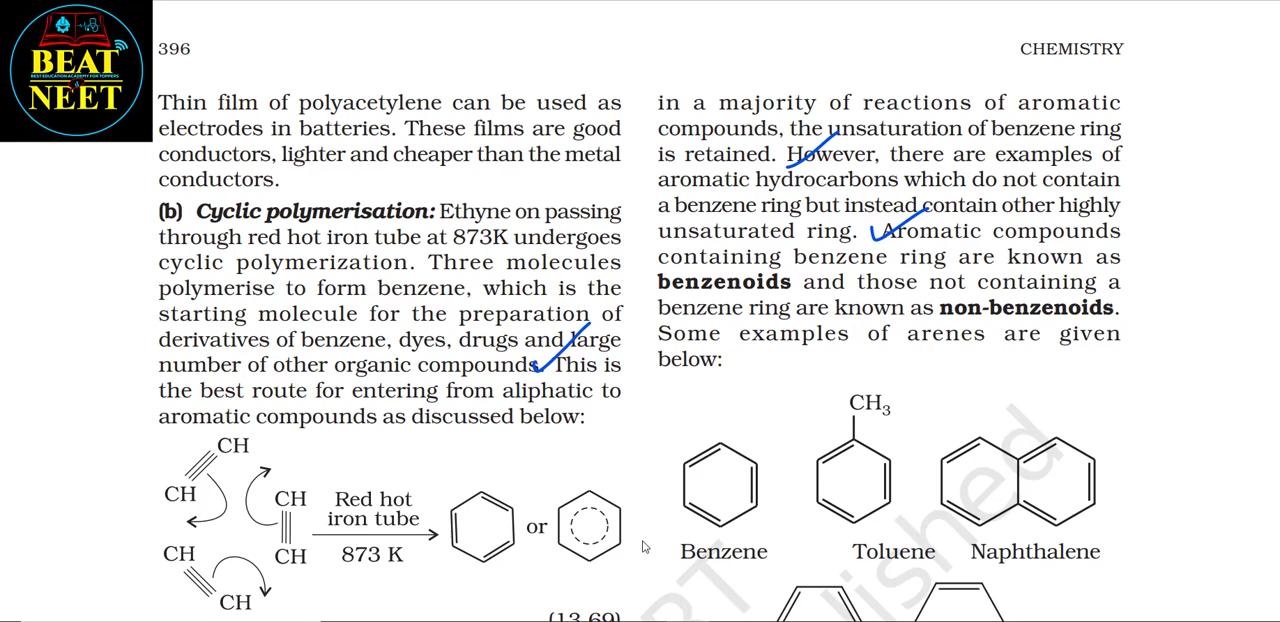 BEAT
BEST EDUCATION ACADEMY FOR TOPPERS
NEET
396
CHEMISTRY
Thin film of polyacetylene can be used as
electrodes in batteries. These films are good
conductors, lighter and cheaper than the metal
conductors.
(b) Cyclic polymerisation: Ethyne on passing
through red hot iron tube at 873K undergoes
cyclic polymerization. Three molecules
polymerise to form benzene, which is the
starting molecule for the preparation of
derivatives of benzene, dyes, drugs and large
number of other organic compounds. This is
the best route for entering from aliphatic to
aromatic compounds as discussed below:
CH
CH
CH
CH
CH
CH
Red hot
iron tube
873 K
or
(13.69)
in a majority of reactions of aromatic
compounds, the unsaturation of benzene ring
is retained. However, there are examples of
aromatic hydrocarbons which do not contain
a benzene ring but instead contain other highly
unsaturated ring. Aromatic compounds
containing benzene ring are known as
benzenoids and those not containing a
benzene ring are known as non-benzenoids.
Some examples of arenes are given
below:
CH3
Benzene
Toluene
Naphthalene